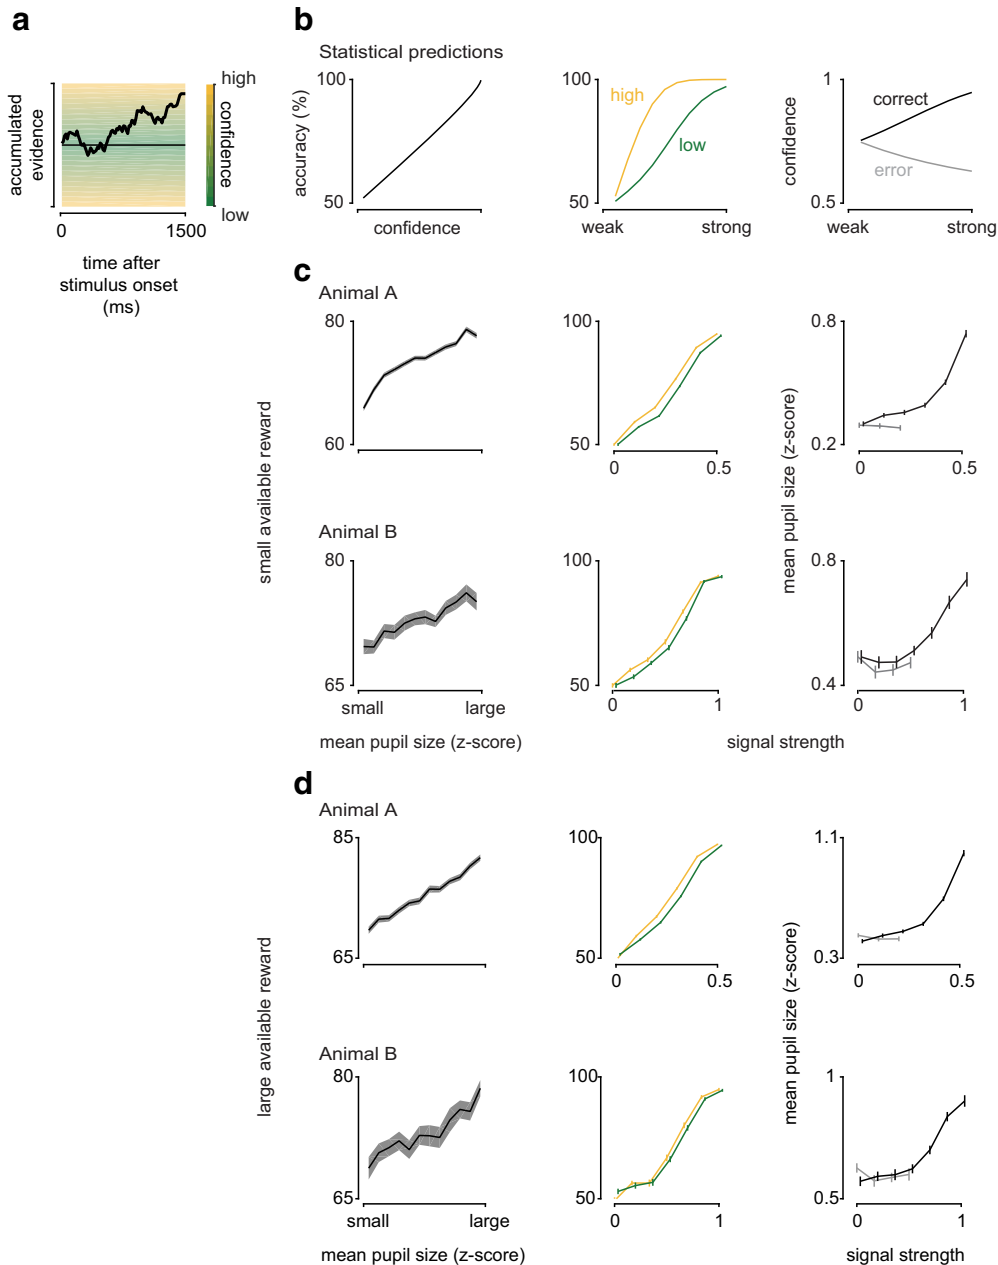 a
accumulated
evidence
0
1500
time after
stimulus onset
(ms)
high
confidence
low
b
Statistical predictions
100
accuracy (%)
50
confidence
100
high
low
50
weak
strong
1
confidence
correct
error
0.5
weak
strong
c
small available reward
Animal A
80
60
100
50
0
0.5
mean pupil size (z-score)
0.8
0.2
0
0.5
Animal B
80
65
small
large
mean pupil size (z-score)
100
50
0
1
0.8
0.4
0
1
signal strength
d
large available reward
Animal A
85
65
100
50
0
0.5
mean pupil size (z-score)
1.1
0.3
0
0.5
Animal B
80
65
small
large
mean pupil size (z-score)
100
50
0
1
1
0.5
0
1
signal strength